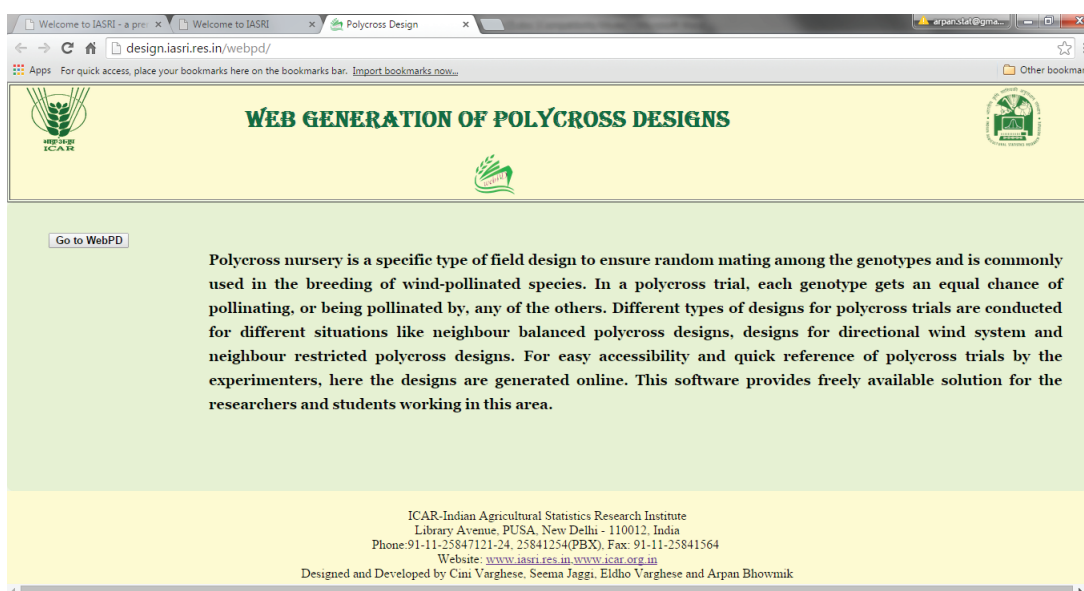 Welcome to IASRI - a pre
Welcome to IASRI
Polycross Design
arpan.stat@gma...
design.iasri.res.in/webpd/
Apps For quick access, place your bookmarks here on the bookmarks bar. Import bookmarks now...
Other bookmar
WEB GENERATION OF POLYCROSS DESIGNS
ICAR
WebPD
Go to WebPD
Polycross nursery is a specific type of field design to ensure random mating among the genotypes and is commonly
used in the breeding of wind-pollinated species. In a polycross trial, each genotype gets an equal chance of
pollinating, or being pollinated by, any of the others. Different types of designs for polycross trials are conducted
for different situations like neighbour balanced polycross designs, designs for directional wind system and
neighbour restricted polycross designs. For easy accessibility and quick reference of polycross trials by the
experimenters, here the designs are generated online. This software provides freely available solution for the
researchers and students working in this area.
ICAR-Indian Agricultural Statistics Research Institute
Library Avenue, PUSA, New Delhi - 110012, India
Phone:91-11-25847121-24, 25841254(PBX), Fax: 91-11-25841564
Website: www.iasri.res.in,www.icar.org.in
Designed and Developed by Cini Varghese, Seema Jaggi, Eldho Varghese and Arpan Bhowmik